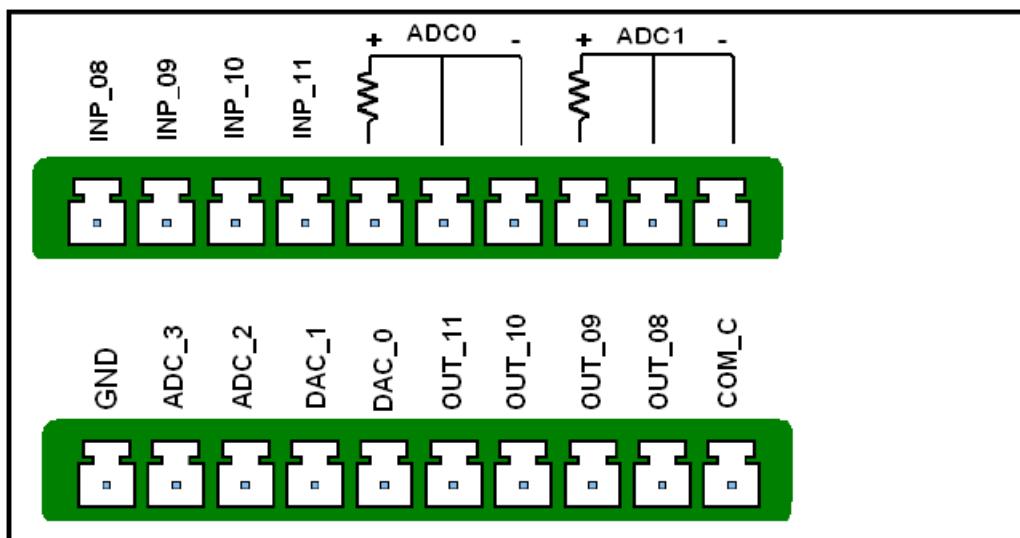 + ADC0 -
+ ADC1 -
INP_08
INP_09
INP_10
INP_11
GND
ADC_3
ADC_2
DAC_1
DAC_0
OUT_11
OUT_10
OUT_09
OUT_08
COM_C